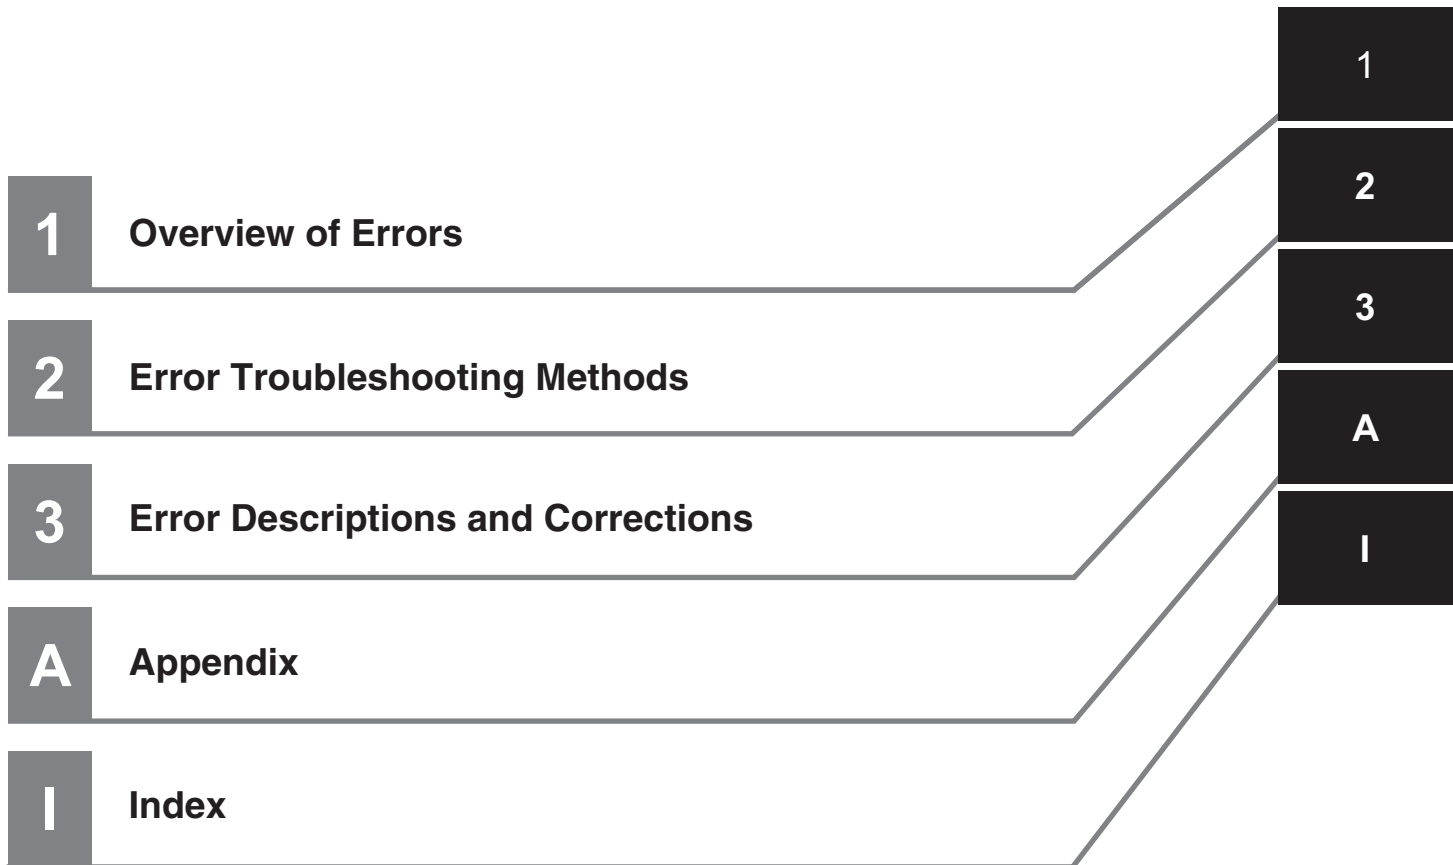 1 Overview of Errors
2 Error Troubleshooting Methods
3 Error Descriptions and Corrections
A Appendix
I Index
1
2
3
A
I